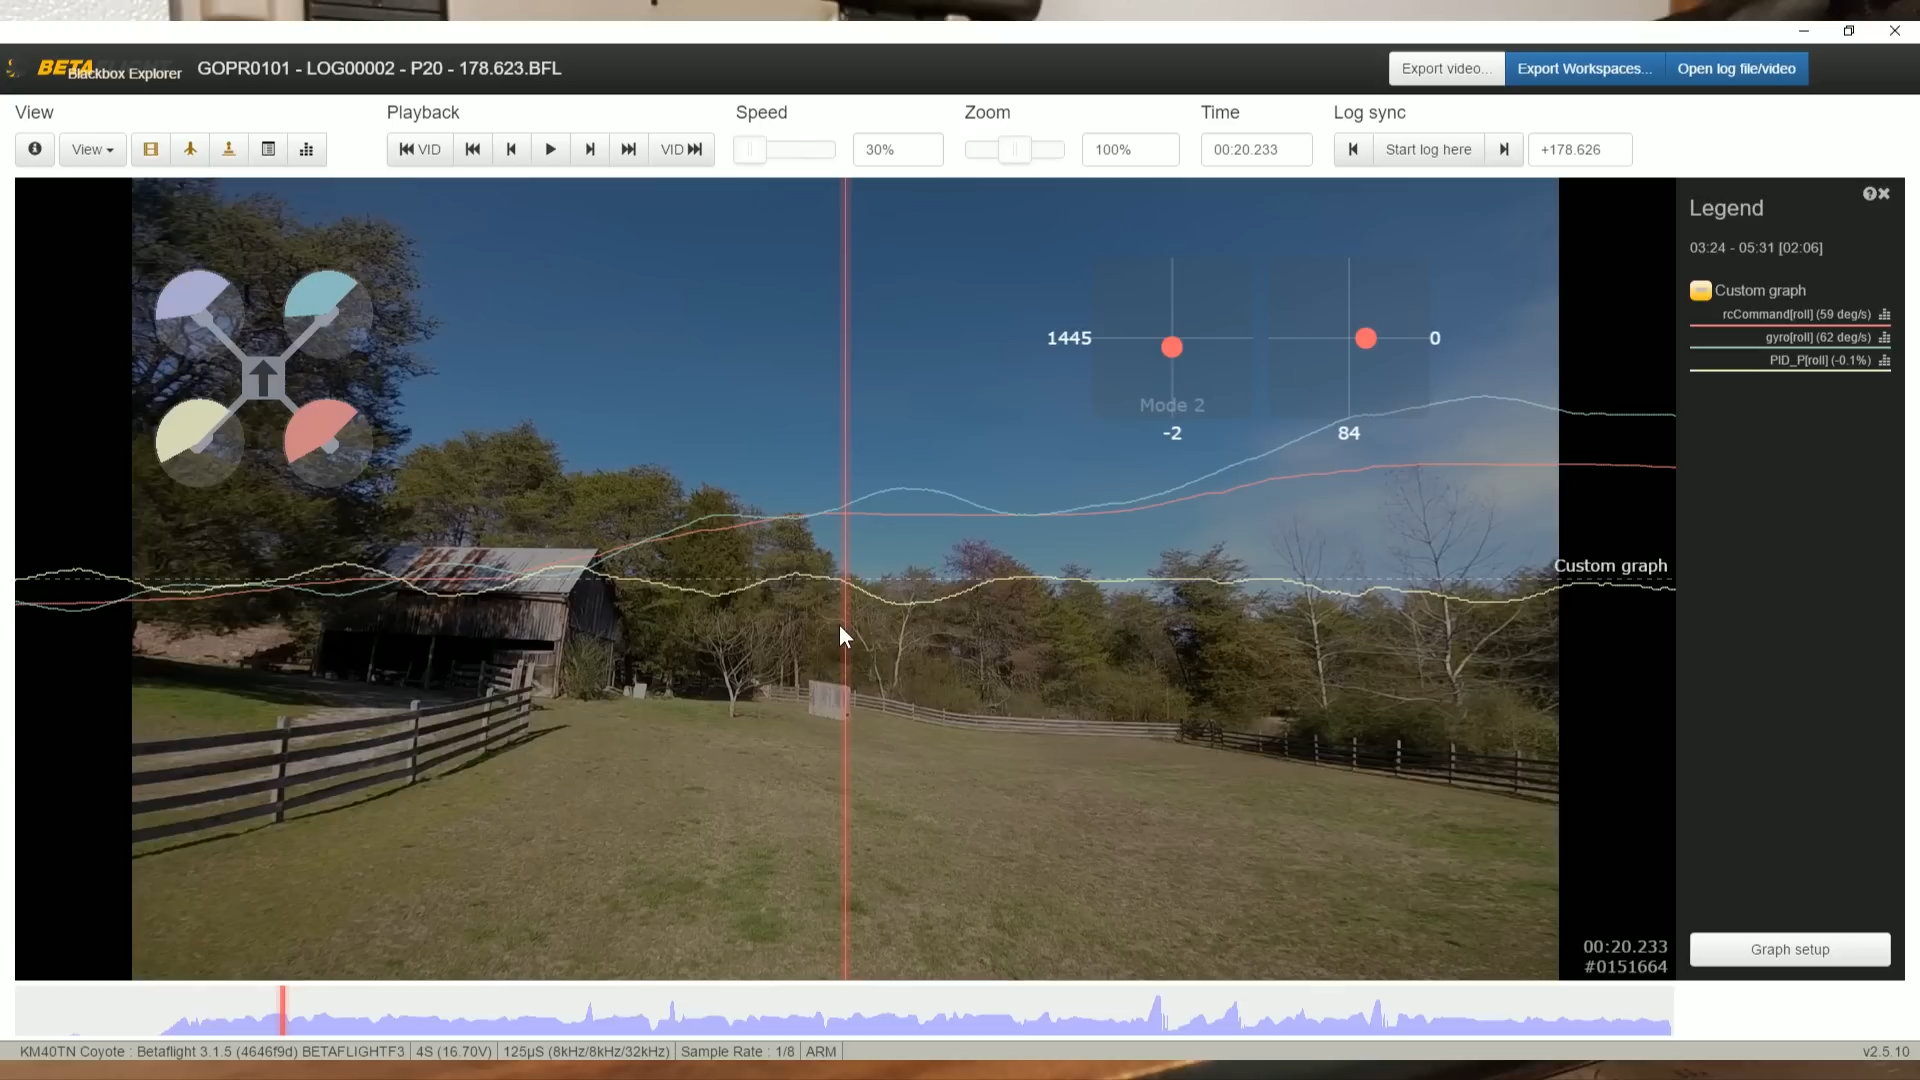 BETAFLIGHT
Blackbox Explorer
GOPR0101 - LOG00002 - P20 - 178.623.BFL
Export video...
Export Workspaces...
Open log file/video
View
Playback
Speed
Zoom
Time
Log sync
View
VID
VID
30%
100%
00:20.233
Start log here
+178.626
Legend
03:24 - 05:31 [02:06]
Custom graph
rcCommand[roll] (59 deg/s)
gyro[roll] (62 deg/s)
PID_P[roll] (-0.1%)
1445
0
Mode 2
-2
84
Custom graph
00:20.233
#0151664
Graph setup
KM40TN Coyote : Betaflight 3.1.5 (4646f9d) BETAFLIGHTF3
4S (16.70V)
125µS (8kHz/8kHz/32kHz)
Sample Rate : 1/8
ARM
v2.5.10